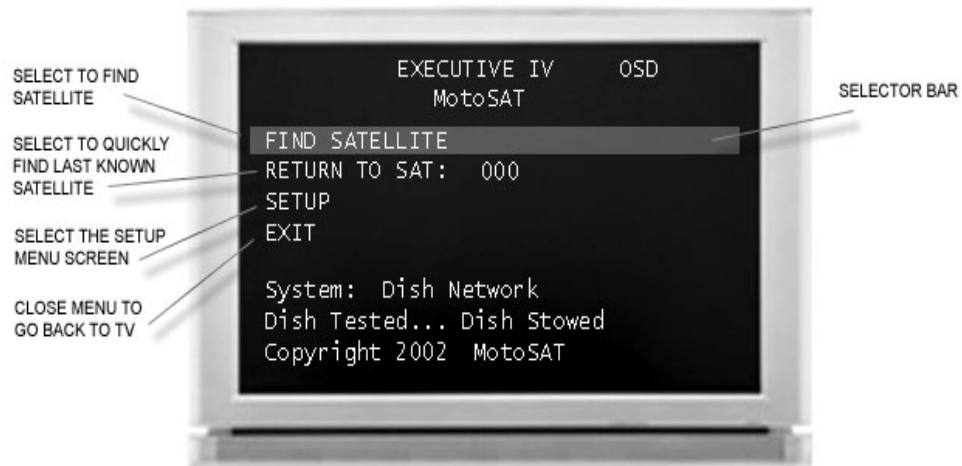 SELECT TO FIND
SATELLITE
SELECT TO QUICKLY
FIND LAST KNOWN
SATELLITE
SELECT THE SETUP
MENU SCREEN
CLOSE MENU TO
GO BACK TO TV
EXECUTIVE IV OSD
MotoSAT
FIND SATELLITE
RETURN TO SAT: 000
SETUP
EXIT
System: Dish Network
Dish Tested... Dish Stowed
Copyright 2002 MotoSAT
SELECTOR BAR